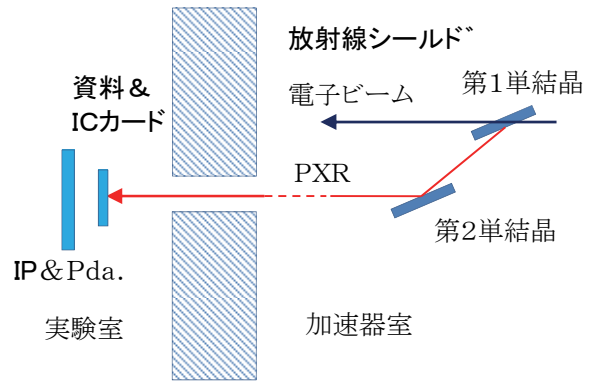 放射線シールド゛
第1単結晶
電子ビーム
資料&
ICカード
PXR
第2単結晶
IP&Pda.
実験室
加速器室